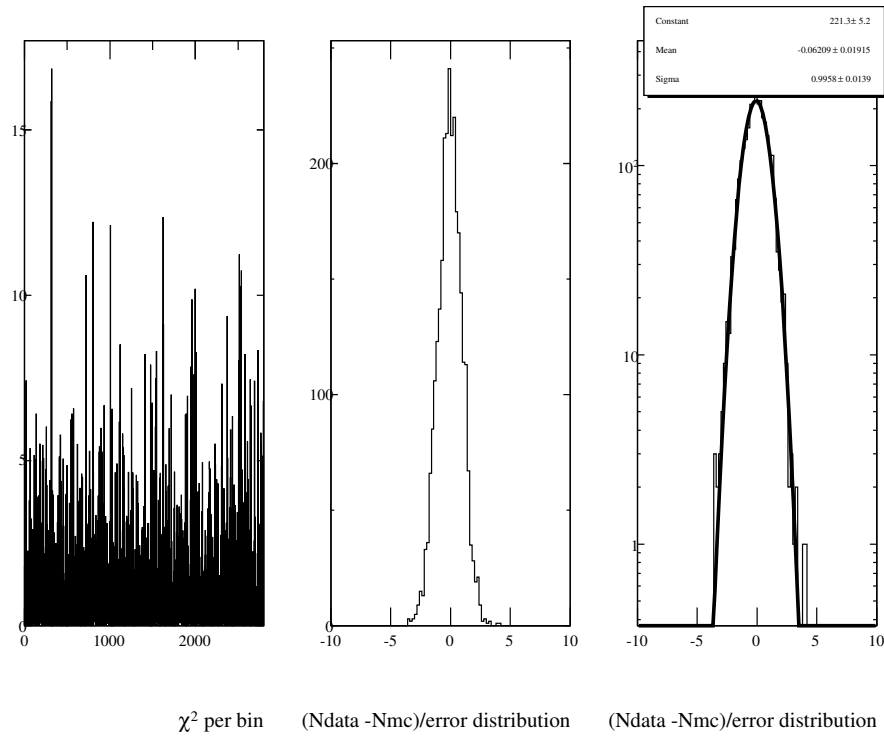 Constant 221.3± 5.2
Mean -0.06209± 0.01915
Sigma 0.9958± 0.0139
15
10
5
0
0 1000 2000
200
100
0
-10 -5 0 5 10
10²
10
1
-10 -5 0 5 10
χ² per bin
(Ndata -Nmc)/error distribution
(Ndata -Nmc)/error distribution